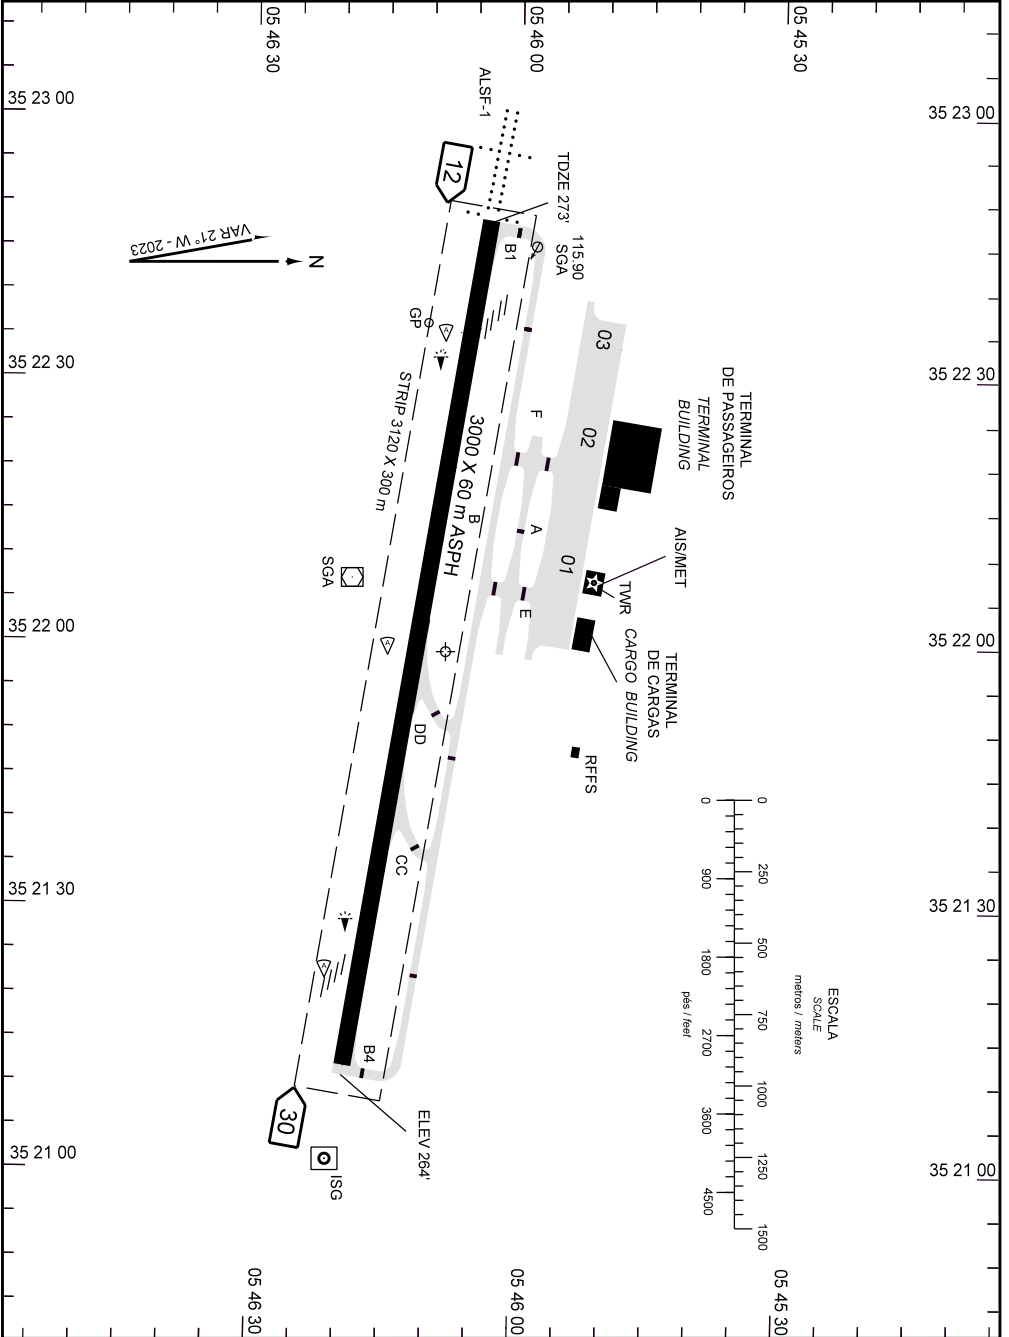 05 46 30
05 46 00
05 45 30
35 23 00
35 23 00
ALSF-1
12
TDZE 273'
115.90
SGA
B1
VAR 21° W - 2023
N
GP
A
03
35 22 30
35 22 30
STRIP 3120 X 300 m
3000 X 60 m ASPH
F
02
TERMINAL
DE PASSAGEIROS
TERMINAL
BUILDING
B
A
01
AIS/MET
TWR
SGA
E
35 22 00
35 22 00
A
TERMINAL
DE CARGAS
CARGO BUILDING
DD
RFFS
CC
35 21 30
35 21 30
A
B4
ELEV 264'
30
ISG
35 21 00
35 21 00
ESCALA
SCALE
metros / meters
0 250 500 750 1000 1250 1500
0 900 1800 2700 3600 4500
pés / feet
05 46 30
05 46 00
05 45 30